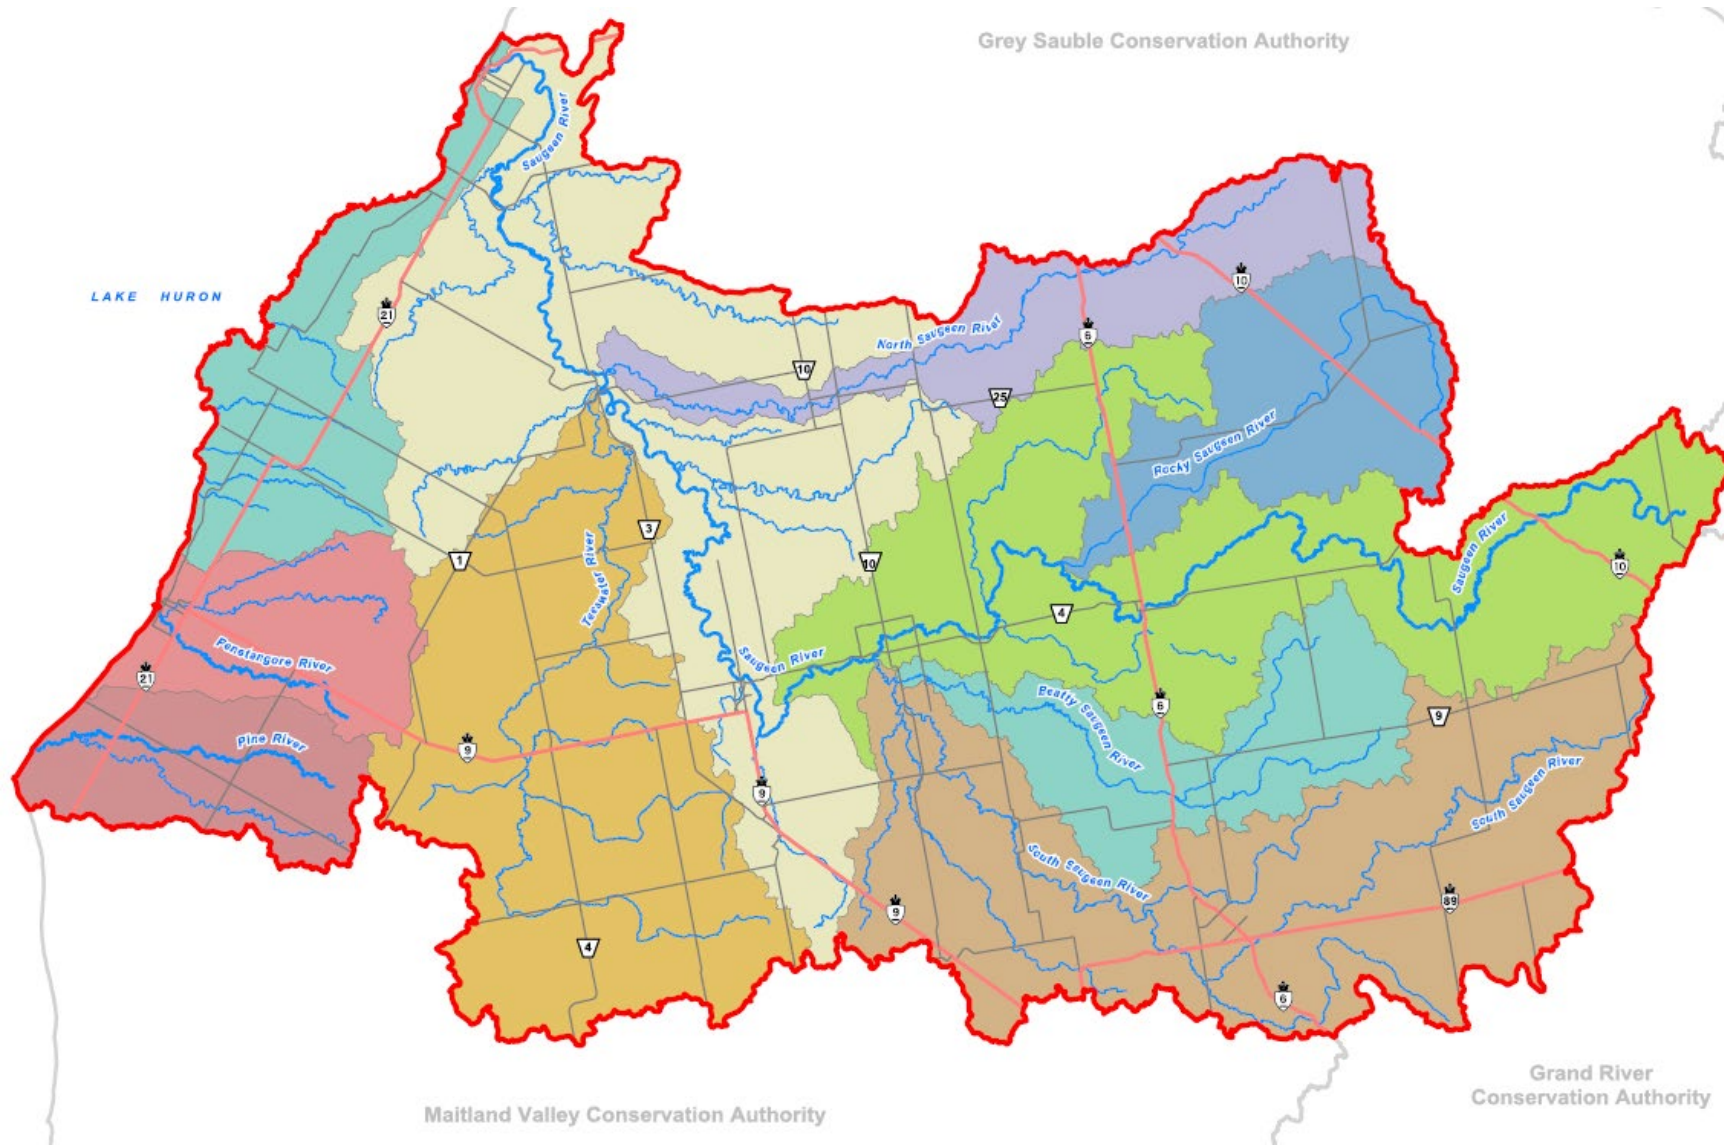 Grey Sauble Conservation Authority
Saugeen River
LAKE HURON
10
21
6
North Saugeen River
10
25
Rocky Saugeen River
3
1
10
Teeswater River
Saugeen River
10
4
Penetangore River
Saugeen River
21
Beatty Saugeen River
6
9
Pine River
9
9
South Saugeen River
South Saugeen River
9
89
4
6
Maitland Valley Conservation Authority
Grand River
Conservation Authority